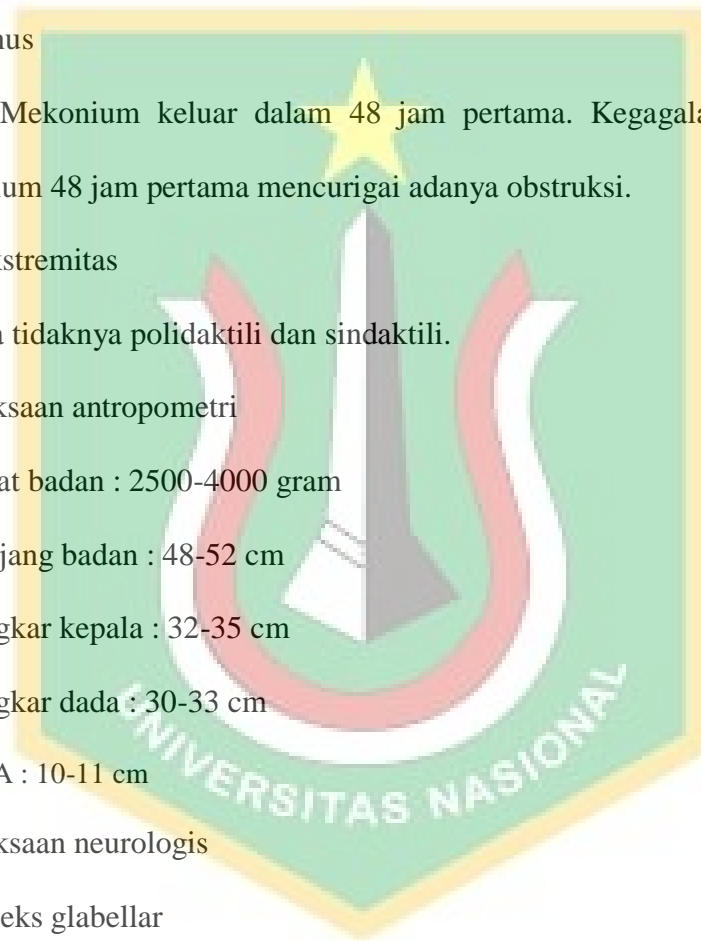 nus
Mekonium keluar dalam 48 jam pertama. Kegagala
ium 48 jam pertama mencurigai adanya obstruksi.
kstremitas
a tidaknya polidaktili dan sindaktili.
ksaan antropometri
at badan : 2500-4000 gram
jang badan : 48-52 cm
gkar kepala : 32-35 cm
gkar dada : 30-33 cm
A : 10-11 cm
ksaan neurologis
eks glabellar
UNIVERSITAS NASIONAL